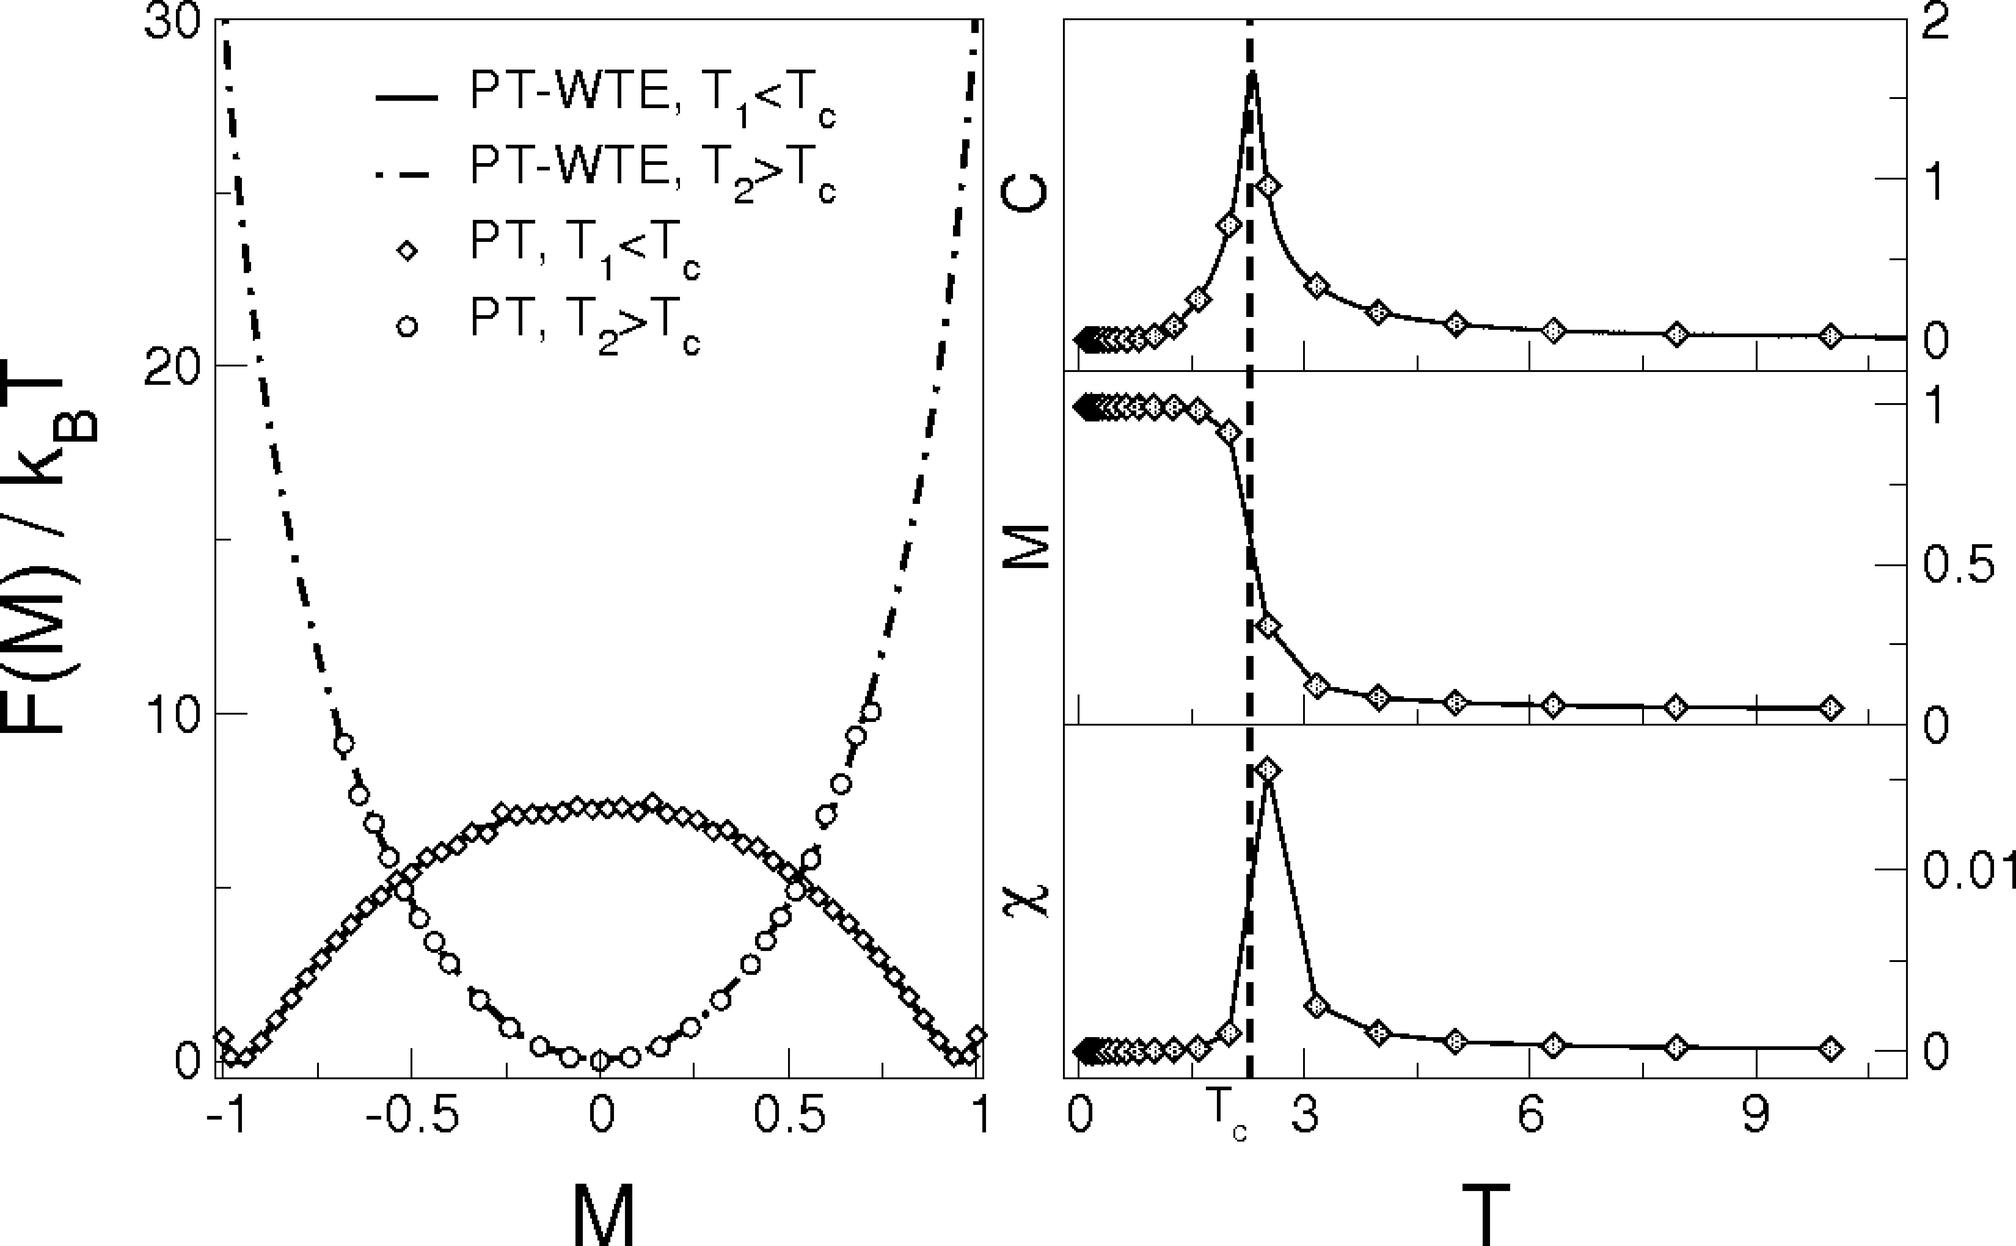 30
20
10
0
F(M) / k_B T
PT-WTE, T_1<T_c
PT-WTE, T_2>T_c
PT, T_1<T_c
PT, T_2>T_c
-1 -0.5 0 0.5 1
M
C
2
1
0
M
1
0.5
0
χ
0.01
0
0 T_c 3 6 9
T